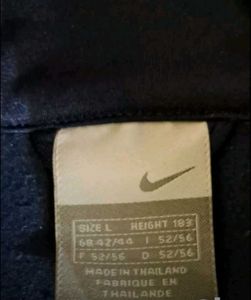 SIZE L HEIGHT 183
GB 42/44 I 52/56
F 52/56 D 52/56
MADE IN THAILAND
FABRIQUE EN
THAILANDE